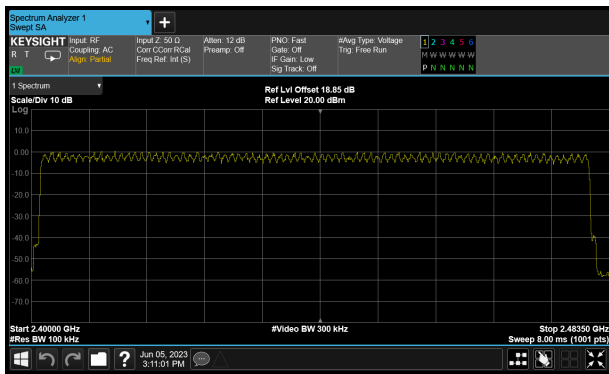 Spectrum Analyzer 1
Swept SA
+
KEYSIGHT
R T
Input: RF
Coupling: AC
Align: Partial
Input Z: 50 Ω
Corr CCorr RCal
Freq Ref: Int (S)
Atten: 12 dB
Preamp: Off
PNO: Fast
Gate: Off
IF Gain: Low
Sig Track: Off
#Avg Type: Voltage
Trig: Free Run
1 2 3 4 5 6
M W W W W W
P N N N N N
1 Spectrum
Scale/Div 10 dB
Ref Lvl Offset 18.85 dB
Ref Level 20.00 dBm
Log
10.0
0.00
-10.0
-20.0
-30.0
-40.0
-50.0
-60.0
-70.0
Start 2.40000 GHz
#Video BW 300 kHz
Stop 2.48350 GHz
#Res BW 100 kHz
Sweep 8.00 ms (1001 pts)
?
Jun 05, 2023
3:11:01 PM